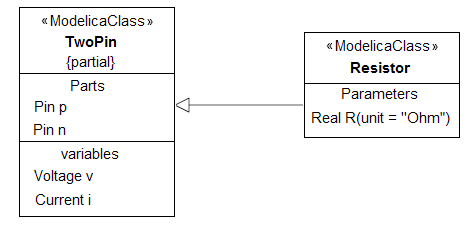 «ModelicaClass»
TwoPin
{partial}
Parts
Pin p
Pin n
variables
Voltage v
Current i
«ModelicaClass»
Resistor
Parameters
Real R(unit = "Ohm")